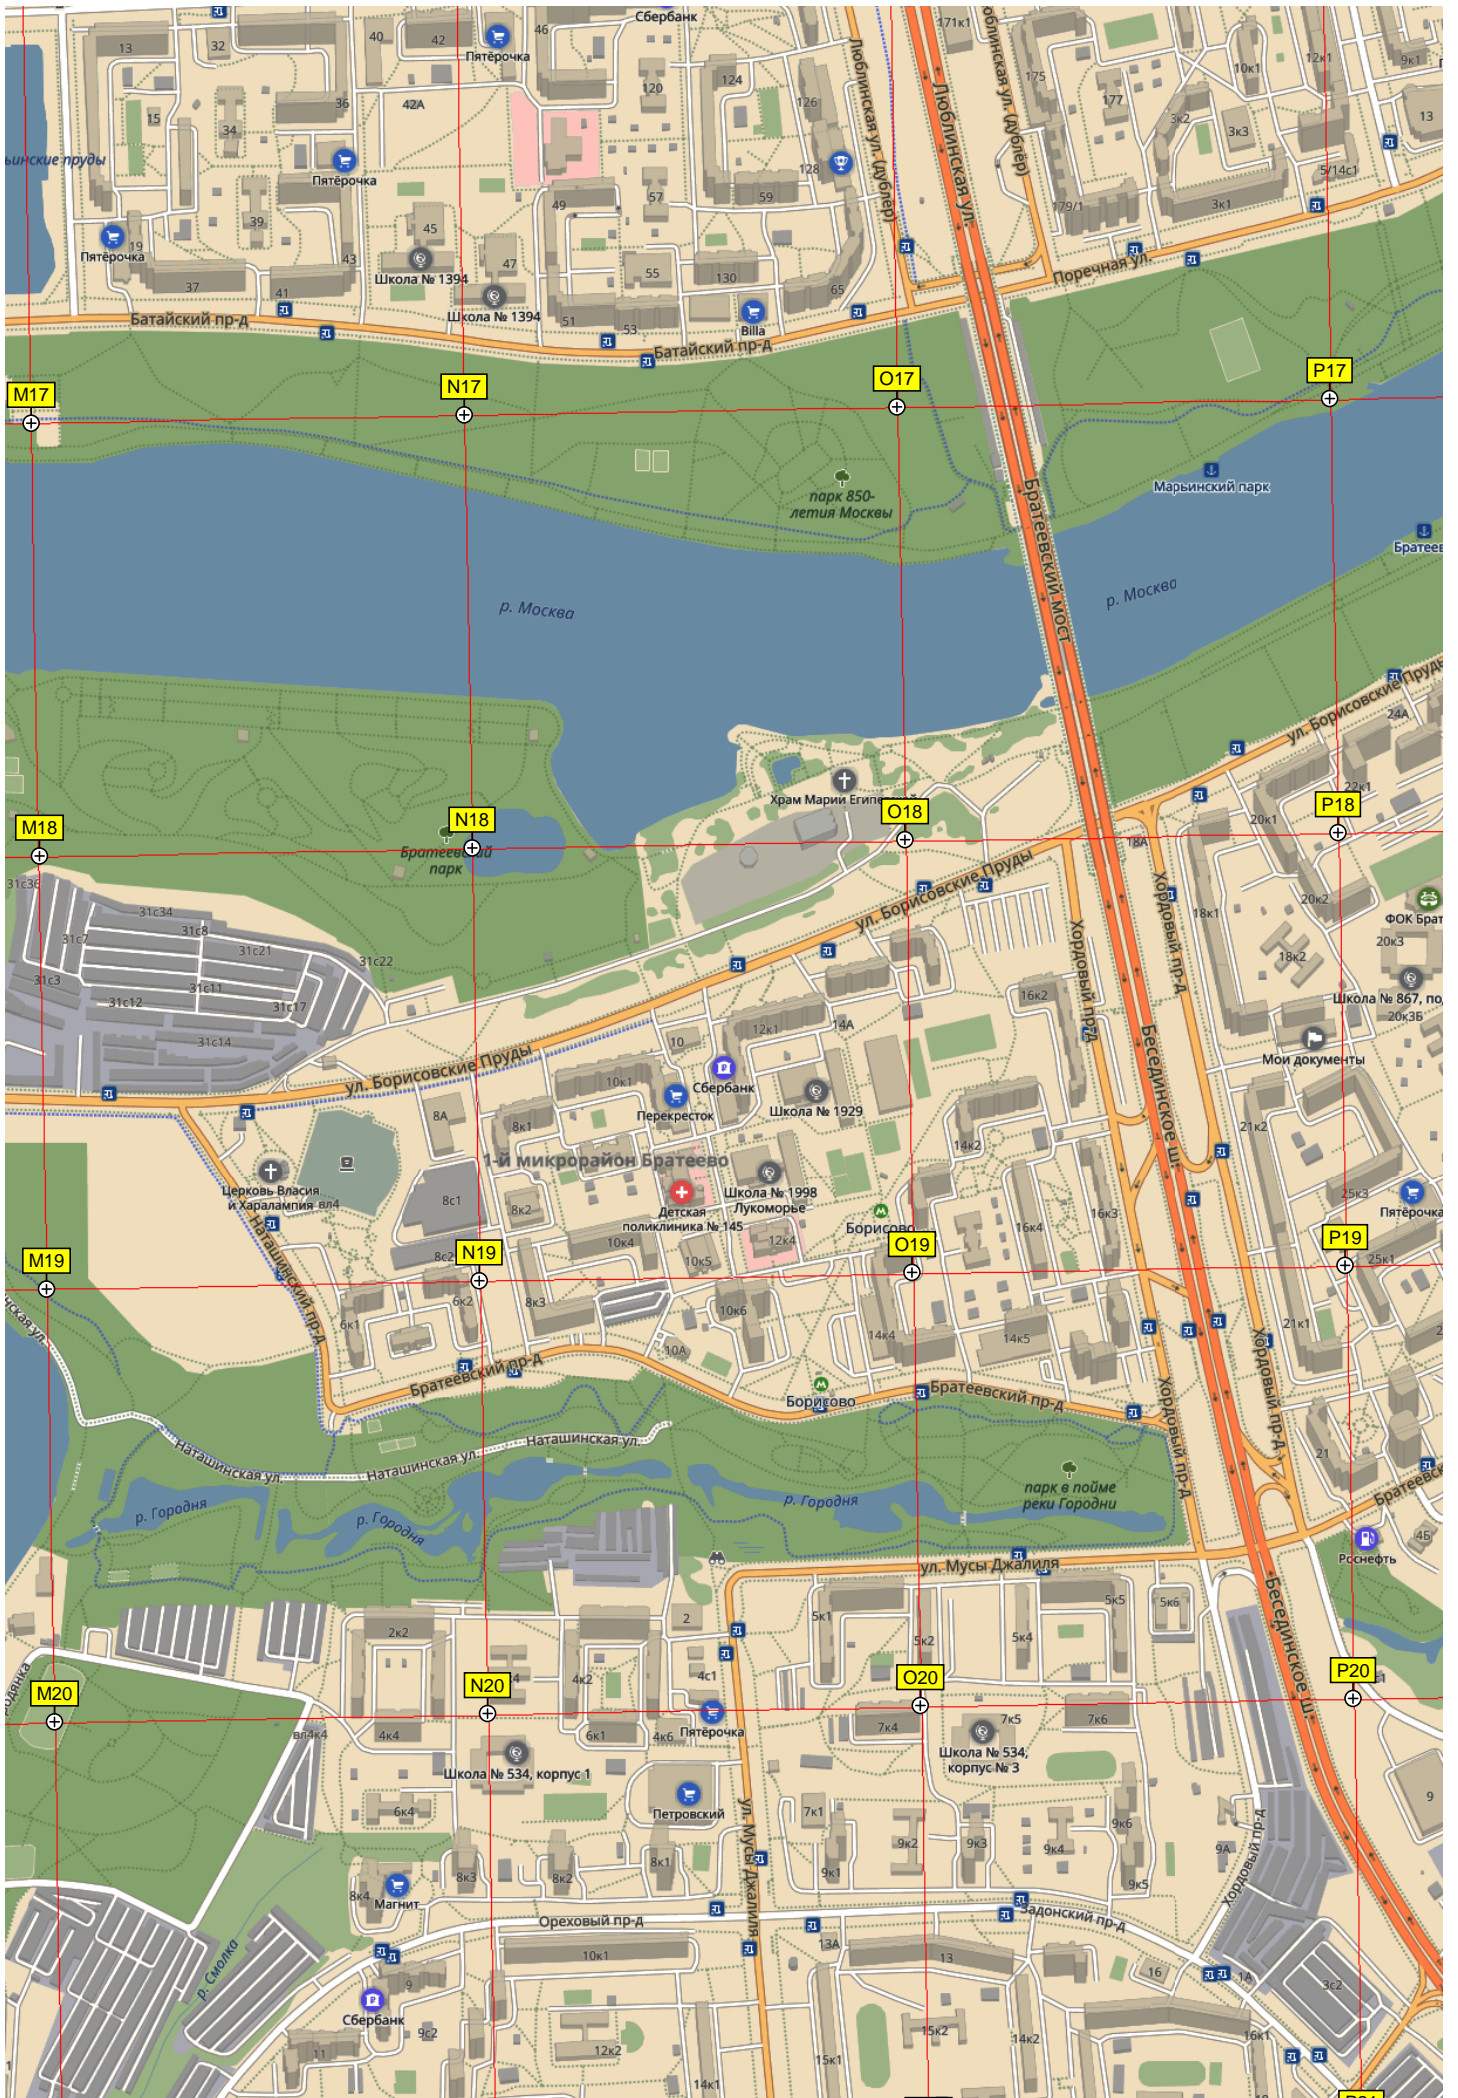 Сбербанк
171к1
13
32
40
42
46
Пятёрочка
Люблинская ул. (дублёр)
Люблинская ул.
175
177
10к1
12к1
9к1
124
120
126
36
42А
15
34
3к2
3к3
13
Пятёрочка
128
5/14с1
57
59
49
179/1
3к1
39
45
19
Пятёрочка
43
47
Школа № 1394
55
130
65
Поречная ул.
37
41
Школа № 1394
51
53
Billa
Батайский пр-д
Батайский пр-д
M17
N17
O17
P17
Марьинский парк
парк 850-
летия Москвы
Братеевский мост
р. Москва
р. Москва
ул. Борисовские Пруды
24А
22к1
20к1
Храм Марии
M18
N18
O18
P18
18А
парк
31с36
31с34
31с8
31с7
31с21
31с22
31с3
31с12
31с11
31с17
31с14
ул. Борисовские Пруды
Хордовый пр-д
Хордовый пр-д
18к1
20к2
18к2
20к3
Школа № 867,
20к3Б
16к2
14А
12к1
10
Мои документы
Сбербанк
ул. Борисовские Пруды
10к1
Перекресток
Школа № 1929
8А
8к1
14к2
21к2
1-й микрорайон Братеево
Беседенское ш.
Церковь Власия
и Харалампия
вл4
8с1
8к2
Школа № 1998
Лукоморье
Детская
поликлиника № 145
12к4
Борисово
16к4
16к3
25к3
Пятёрочка
8с2
10к4
10к5
M19
N19
O19
P19
25к1
Наташинский пр-д
6к1
6к2
8к3
10к6
10А
14к4
14к5
21к1
Хордовый пр-д
Братеевский пр-д
Борисово
Братеевский пр-д
Хордовый пр-д
21
Наташинская ул.
Наташинская ул.
Наташинская ул.
парк в пойме
реки Городни
р. Городня
р. Городня
р. Городня
4Б
Роснефть
ул. Мусы Джалиля
Беседенское ш.
2к2
2
5к1
5к2
5к4
5к5
5к6
4к2
4с1
M20
N20
O20
P20
вл4к4
4к4
6к1
4к6
Пятёрочка
7к4
7к5
7к6
Школа № 534,
корпус № 3
Школа № 534, корпус 1
Петровский
6к4
7к1
9к2
9к3
9к4
9к6
9А
9
8к4
8к3
8к2
8к1
9к1
9к5
Магнит
ул. Мусы Джалиля
Хордовый пр-д
Ореховый пр-д
Задонский пр-д
10к1
13А
13
16
1А
3с2
р. Смолка
9
Сбербанк
9с2
11
12к2
14к1
15к1
15к2
14к2
16к1